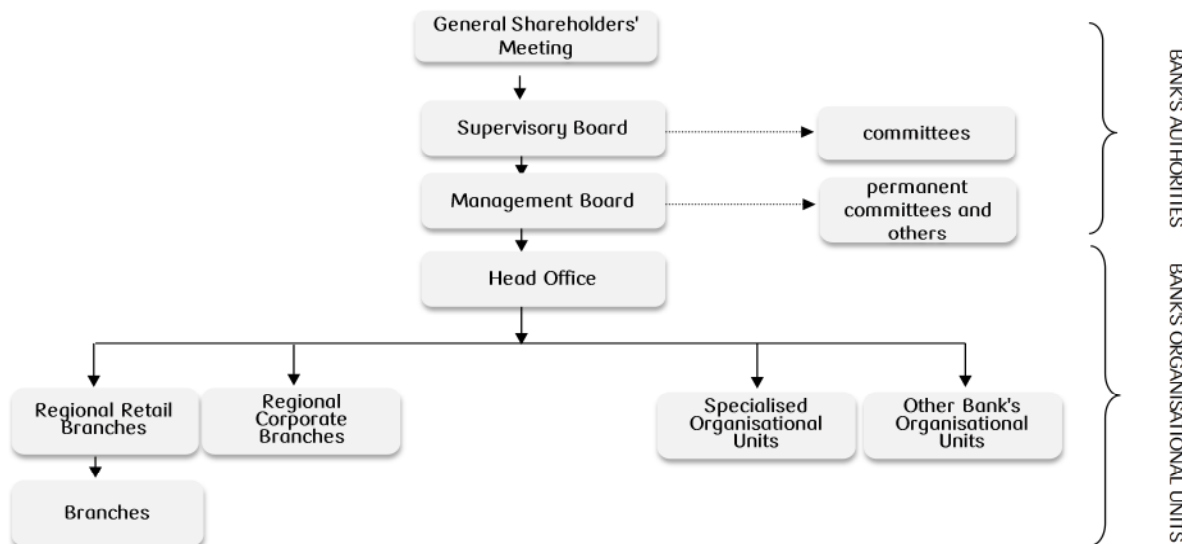 General Shareholders'
Meeting
Supervisory Board
committees
Management Board
permanent
committees and
others
Head Office
Regional Retail
Branches
Regional
Corporate
Branches
Specialised
Organisational
Units
Other Bank's
Organisational
Units
Branches
BANK'S AUTHORITIES
BANK'S ORGANISATIONAL UNITS